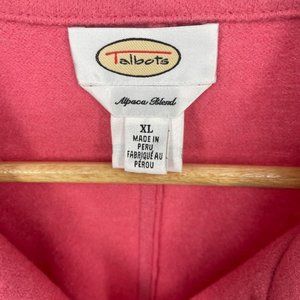 Talbots
Alpaca Blend
XL
MADE IN
PERU
FABRIQUÉ AU
PÉROU